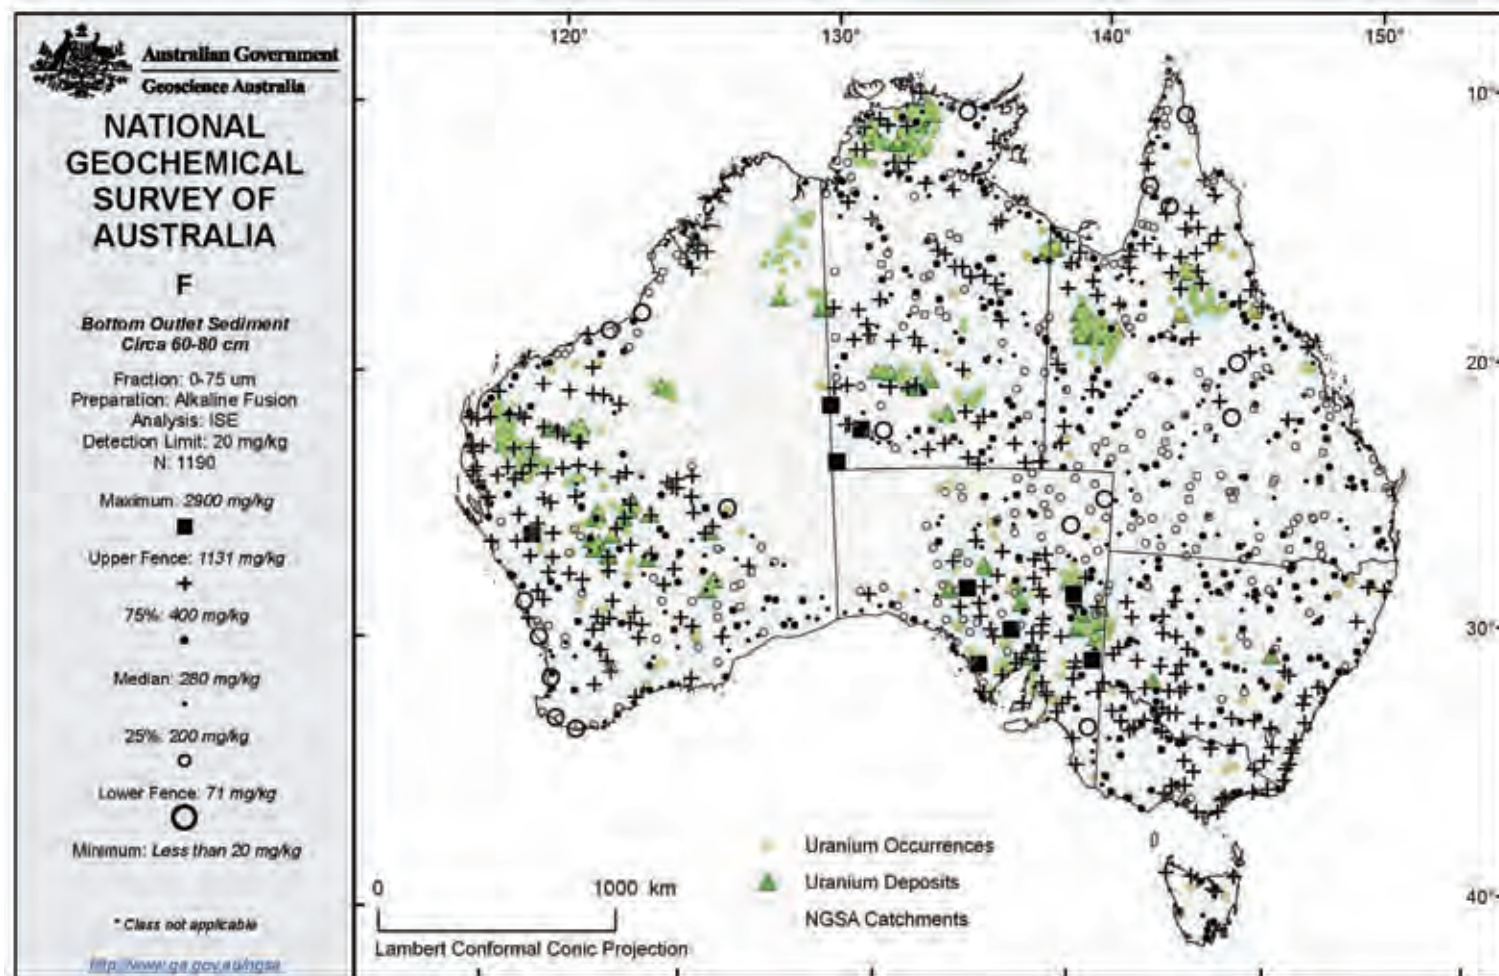 Australian Government
Geoscience Australia
NATIONAL
GEOCHEMICAL
SURVEY OF
AUSTRALIA
F
Bottom Outlet Sediment
Circa 60-80 cm
Fraction: 0-75 um
Preparation: Alkaline Fusion
Analysis: ISE
Detection Limit: 20 mg/kg
N: 1190
Maximum: 2900 mg/kg
Upper Fence: 1131 mg/kg
75%: 400 mg/kg
Median: 280 mg/kg
25%: 200 mg/kg
Lower Fence: 71 mg/kg
Minimum: Less than 20 mg/kg
* Class not applicable
http://www.ga.gov.au/ngsa
120° 130° 140° 150°
10°
20°
30°
40°
Uranium Occurrences
Uranium Deposits
NGSA Catchments
0 1000 km
Lambert Conformal Conic Projection